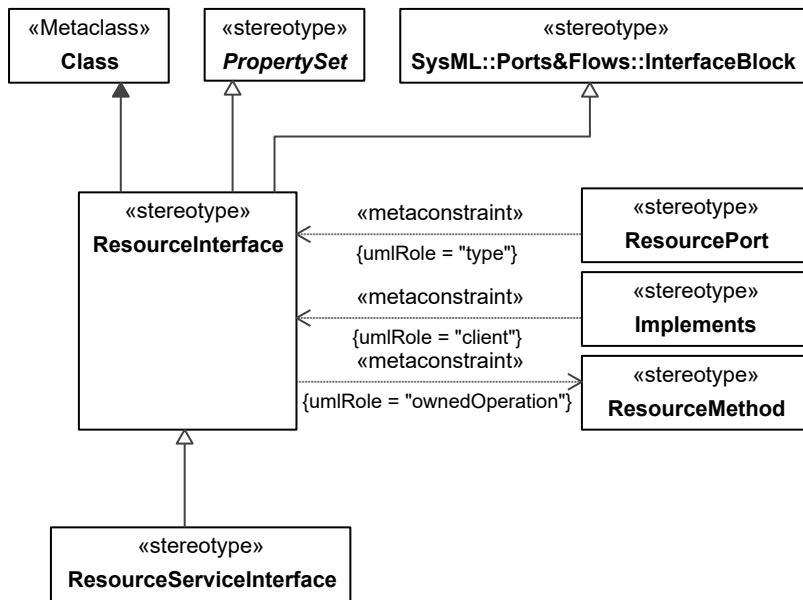 «Metaclass»
Class
«stereotype»
PropertySet
«stereotype»
SysML::Ports&Flows::InterfaceBlock
«stereotype»
ResourceInterface
«metaconstraint»
{umlRole = "type"}
«stereotype»
ResourcePort
«metaconstraint»
{umlRole = "client"}
«stereotype»
Implements
«metaconstraint»
{umlRole = "ownedOperation"}
«stereotype»
ResourceMethod
«stereotype»
ResourceServiceInterface